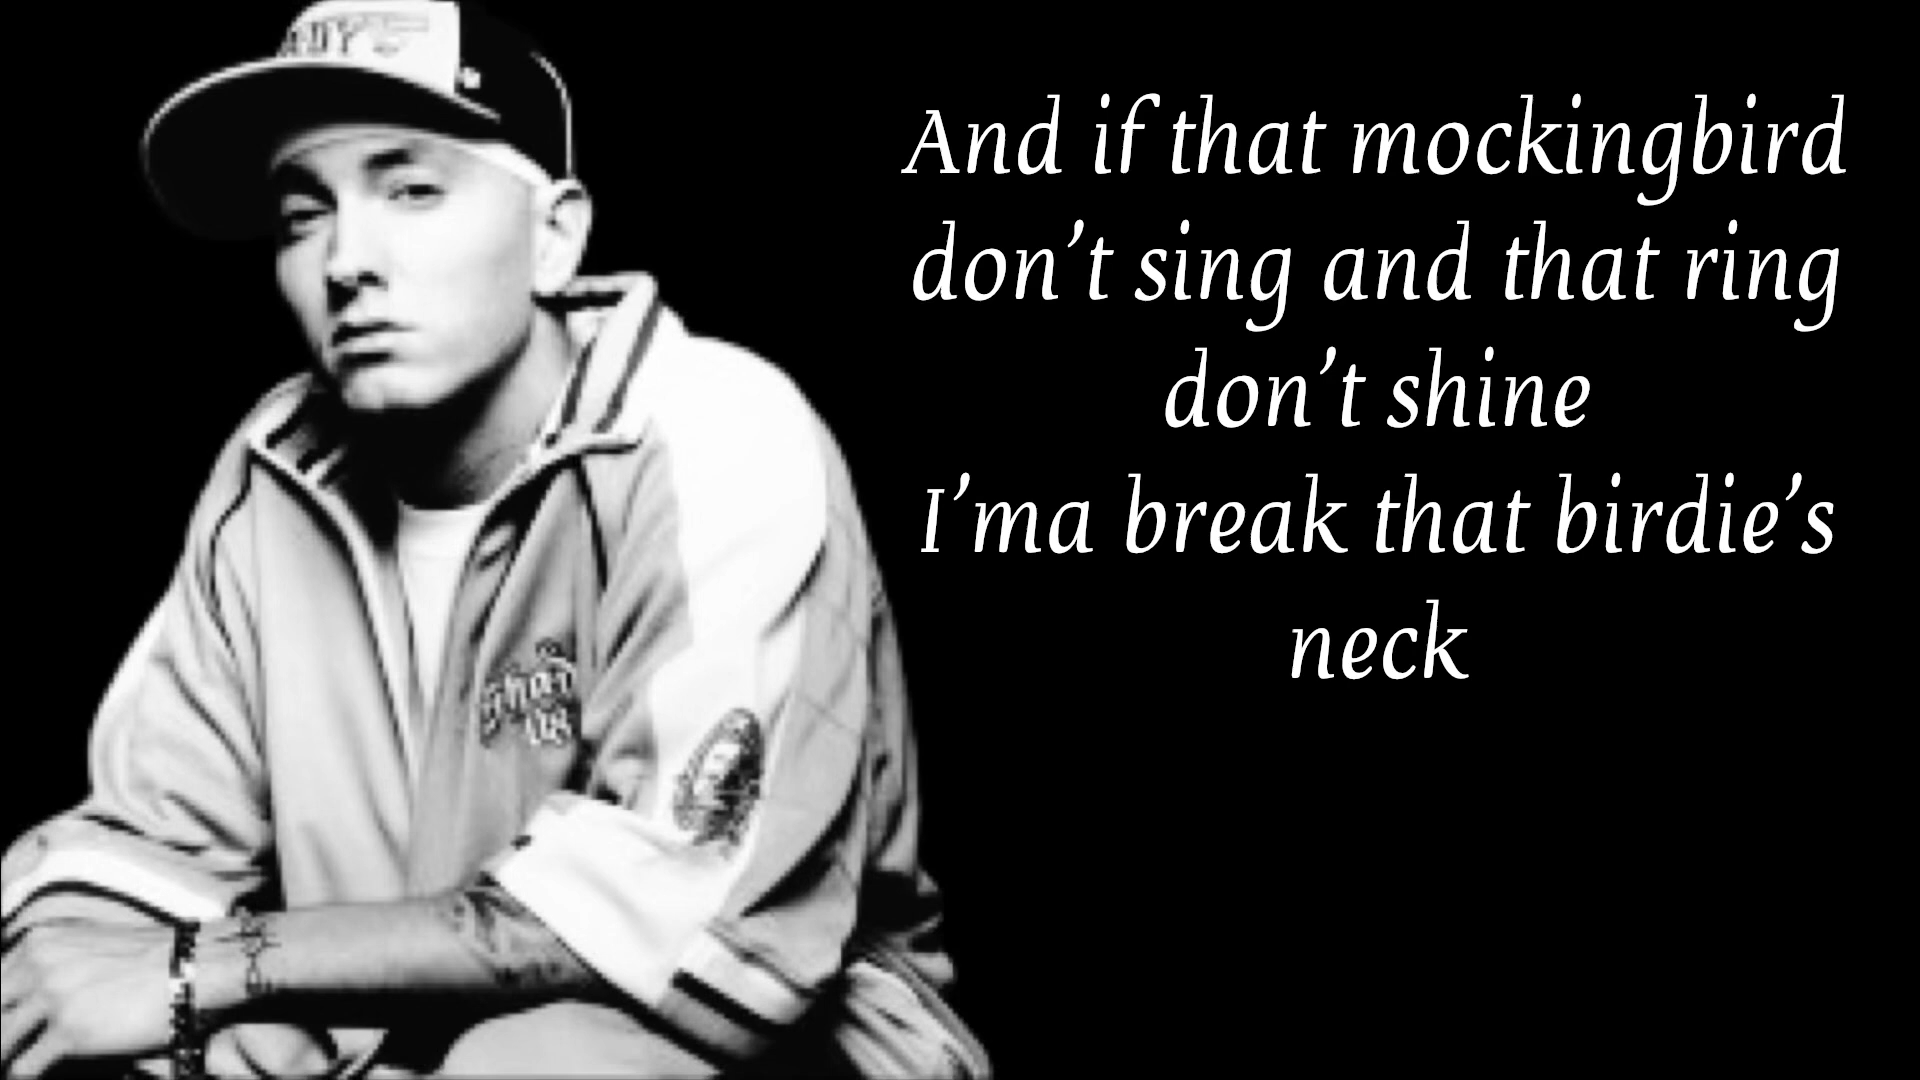 And if that mockingbird
don't sing and that ring
don't shine
I'ma break that birdie's
neck